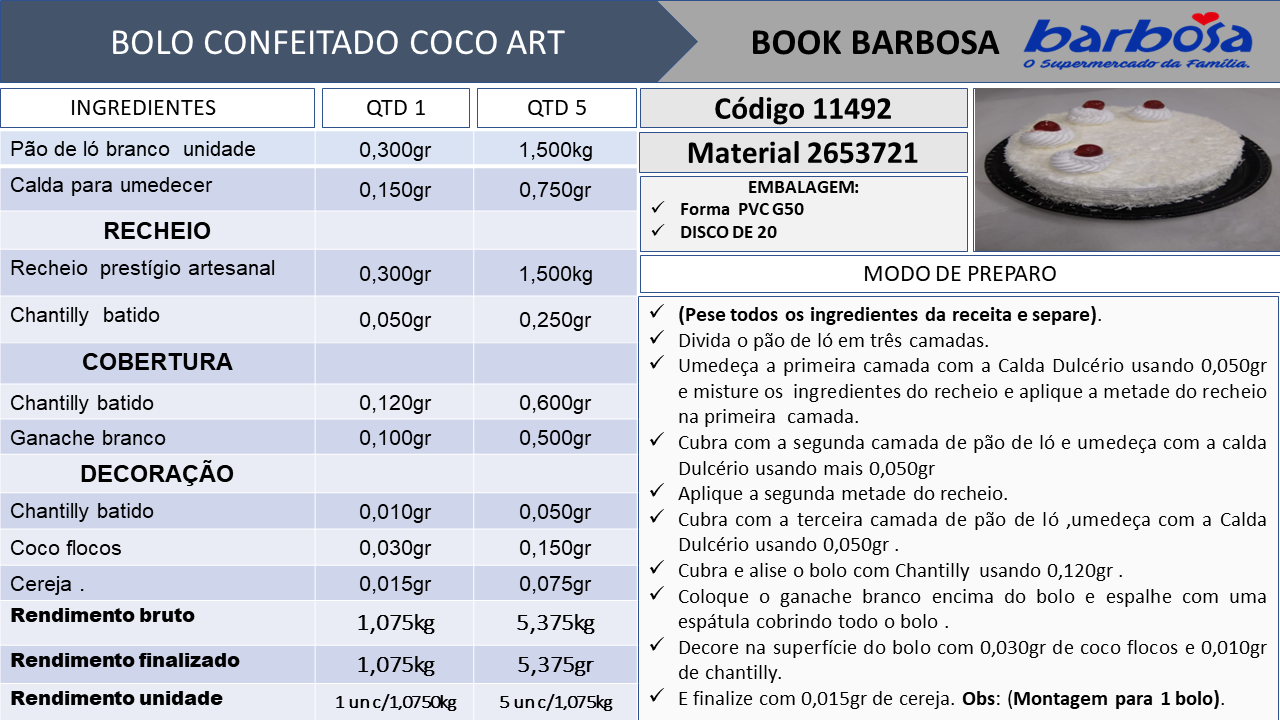 BOLO CONFEITADO COCO ART
BOOK BARBOSA
barbosa
O Supermercado da Família.
INGREDIENTES QTD 1 QTD 5
Pão de ló branco unidade 0,300gr 1,500kg
Calda para umedecer 0,150gr 0,750gr
RECHEIO
Recheio prestígio artesanal 0,300gr 1,500kg
Chantilly batido 0,050gr 0,250gr
COBERTURA
Chantilly batido 0,120gr 0,600gr
Ganache branco 0,100gr 0,500gr
DECORAÇÃO
Chantilly batido 0,010gr 0,050gr
Coco flocos 0,030gr 0,150gr
Cereja . 0,015gr 0,075gr
Rendimento bruto 1,075kg 5,375kg
Rendimento finalizado 1,075kg 5,375gr
Rendimento unidade 1 un c/1,0750kg 5 un c/1,075kg
Código 11492
Material 2653721
EMBALAGEM:
✓ Forma PVC G50
✓ DISCO DE 20
MODO DE PREPARO
✓ (Pese todos os ingredientes da receita e separe).
✓ Divida o pão de ló em três camadas.
✓ Umedeça a primeira camada com a Calda Dulcério usando 0,050gr
e misture os ingredientes do recheio e aplique a metade do recheio
na primeira camada.
✓ Cubra com a segunda camada de pão de ló e umedeça com a calda
Dulcério usando mais 0,050gr
✓ Aplique a segunda metade do recheio.
✓ Cubra com a terceira camada de pão de ló ,umedeça com a Calda
Dulcério usando 0,050gr .
✓ Cubra e alise o bolo com Chantilly usando 0,120gr .
✓ Coloque o ganache branco encima do bolo e espalhe com uma
espátula cobrindo todo o bolo .
✓ Decore na superfície do bolo com 0,030gr de coco flocos e 0,010gr
de chantilly.
✓ E finalize com 0,015gr de cereja. Obs: (Montagem para 1 bolo).